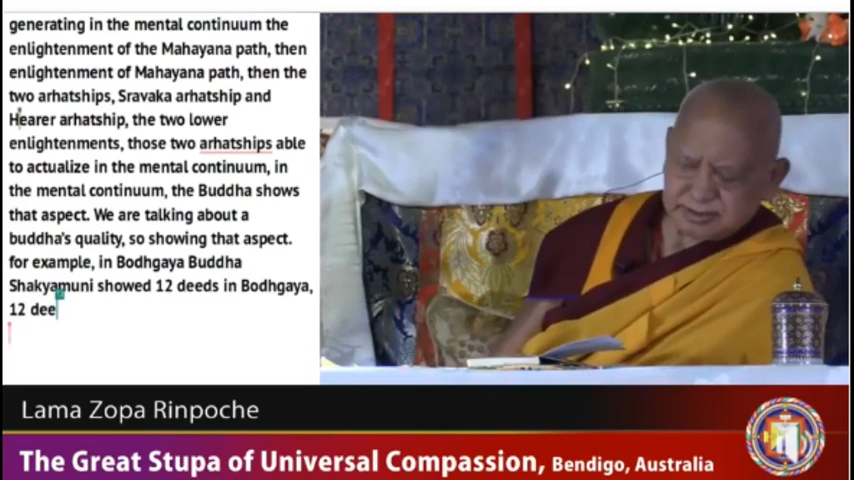 generating in the mental continuum the
enlightenment of the Mahayana path, then
enlightenment of Mahayana path, then the
two arhatships, Sravaka arhatship and
Hearer arhatship, the two lower
enlightenments, those two arhatships able
to actualize in the mental continuum, in
the mental continuum, the Buddha shows
that aspect. We are talking about a
buddha's quality, so showing that aspect.
for example, in Bodhgaya Buddha
Shakyamuni showed 12 deeds in Bodhgaya,
12 dee
Lama Zopa Rinpoche
The Great Stupa of Universal Compassion, Bendigo, Australia